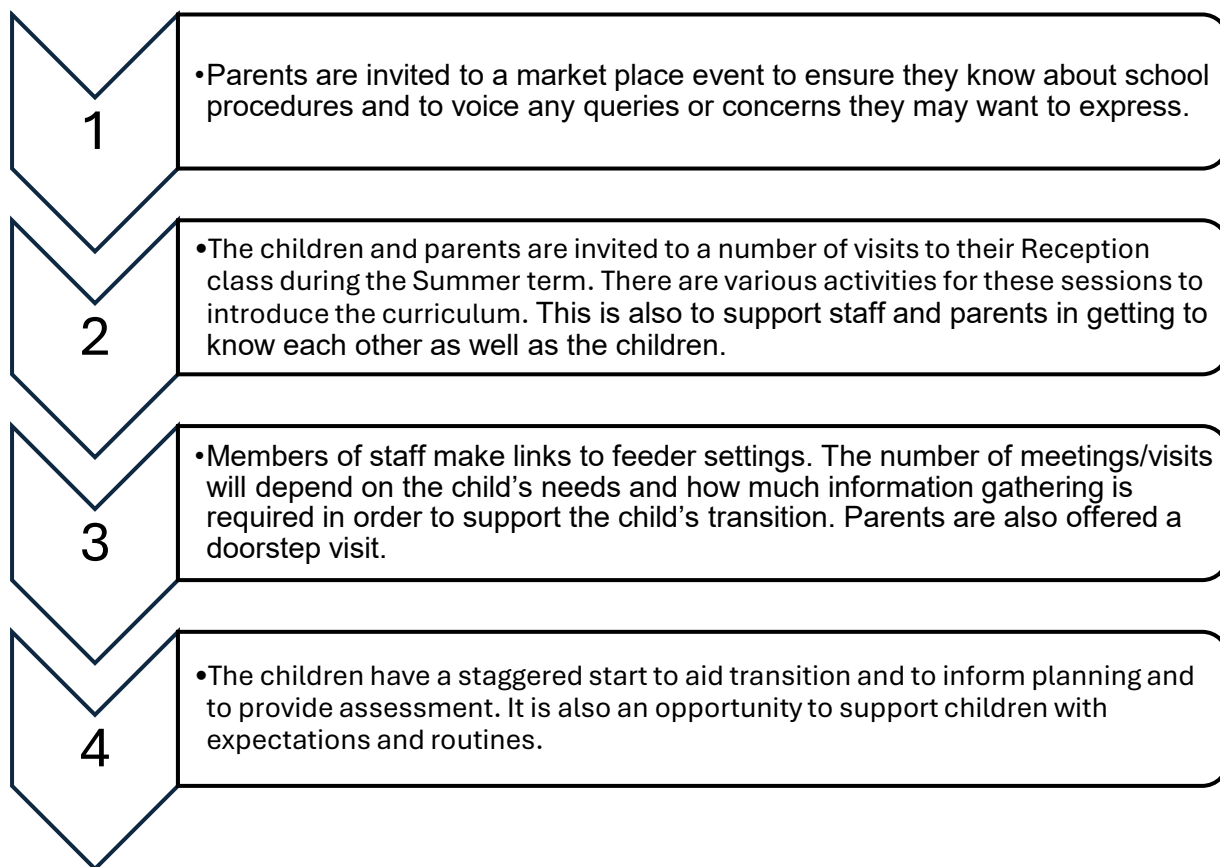 1
•Parents are invited to a market place event to ensure they know about school
procedures and to voice any queries or concerns they may want to express.
2
•The children and parents are invited to a number of visits to their Reception
class during the Summer term. There are various activities for these sessions to
introduce the curriculum. This is also to support staff and parents in getting to
know each other as well as the children.
3
•Members of staff make links to feeder settings. The number of meetings/visits
will depend on the child’s needs and how much information gathering is
required in order to support the child’s transition. Parents are also offered a
doorstep visit.
4
•The children have a staggered start to aid transition and to inform planning and
to provide assessment. It is also an opportunity to support children with
expectations and routines.